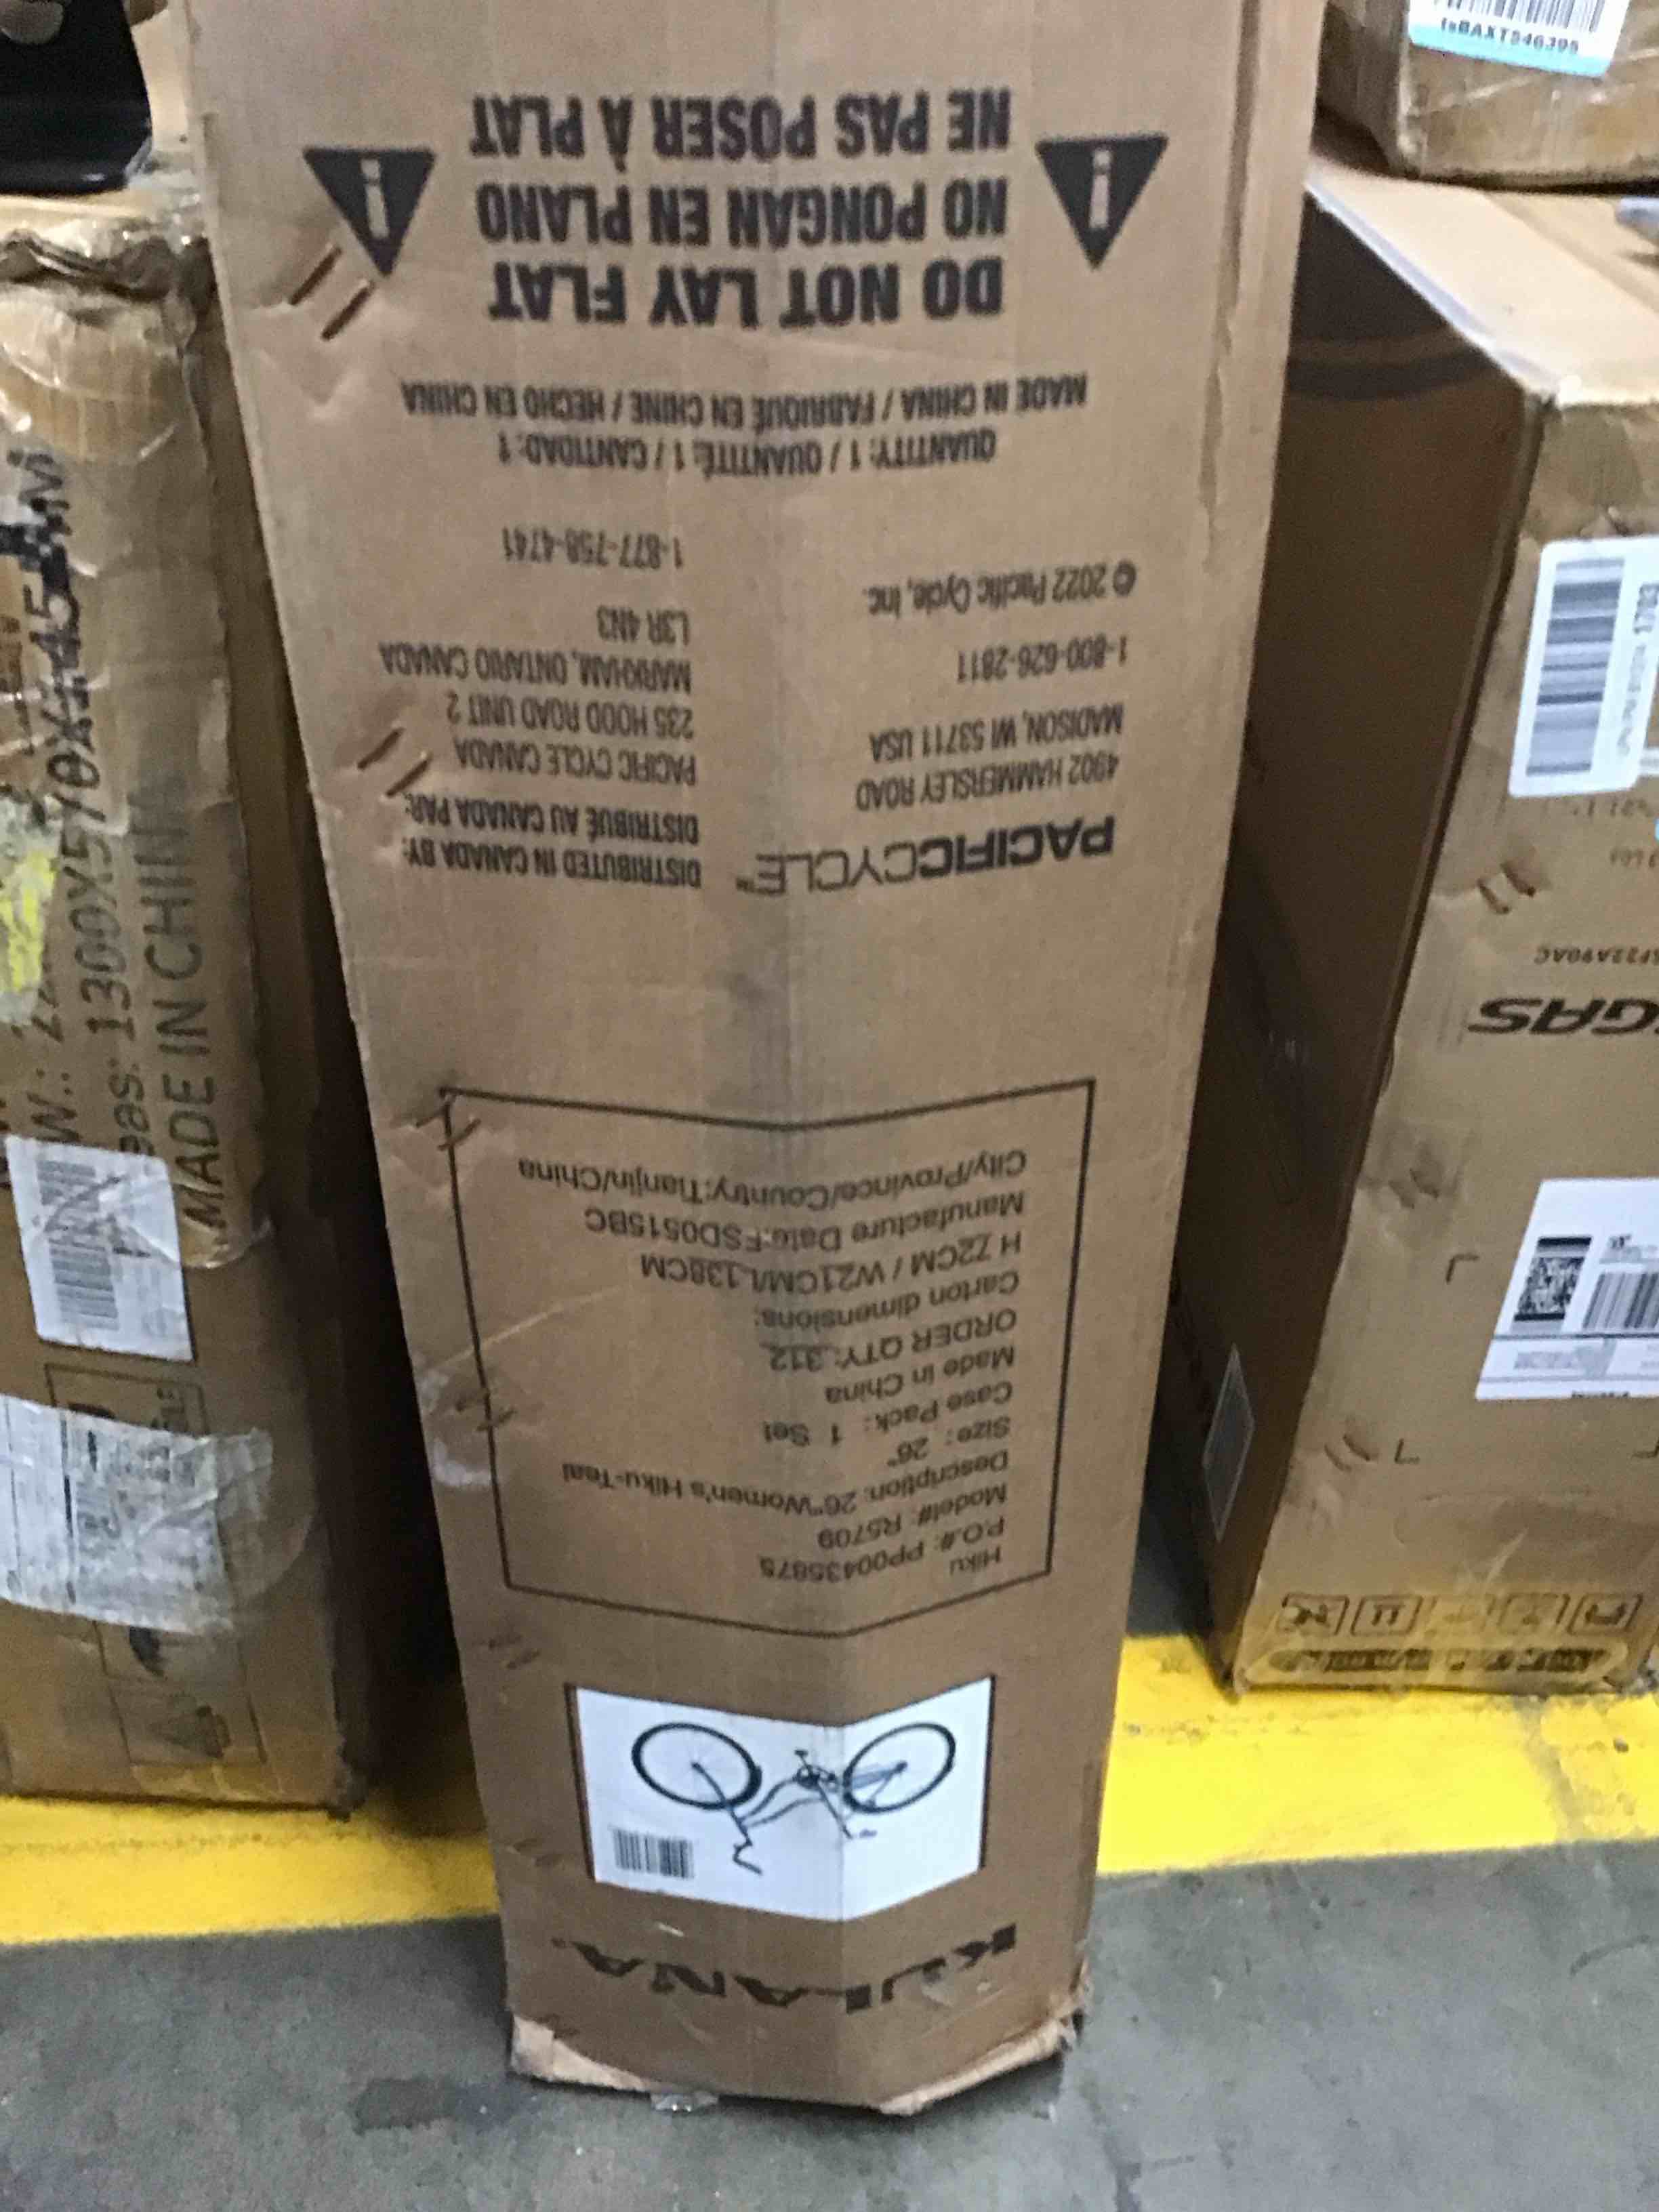 KULANA
Hiku
P.O.#: PP00435875
Model#: R5709
Description: 26"Women's Hiku-Teal
Size: 26"
Case Pack: 1 Set
Made in China
ORDER QTY: 312
Carton dimensions:
H 72CM / W21CM/L138CM
Manufacture Date:FSD0515BC
City/Province/Country:Tianjin/China
PACIFICCYCLE™
4902 HAMMERSLEY ROAD
MADISON, WI 53711 USA
1-800-626-2811
© 2022 Pacific Cycle, Inc.
DISTRIBUTED IN CANADA BY:
DISTRIBUÉ AU CANADA PAR:
PACIFIC CYCLE CANADA
235 HOOD ROAD UNIT 2
MARKHAM, ONTARIO CANADA
L3R 4N3
1-877-758-4741
QUANTITY: 1 / QUANTITÉ: 1 / CANTIDAD: 1
MADE IN CHINA / FABRIQUÉ EN CHINE / HECHO EN CHINA
DO NOT LAY FLAT
NO PONGAN EN PLANO
NE PAS POSER À PLAT
MADE IN CHIN
GAS
tsBAXT546395